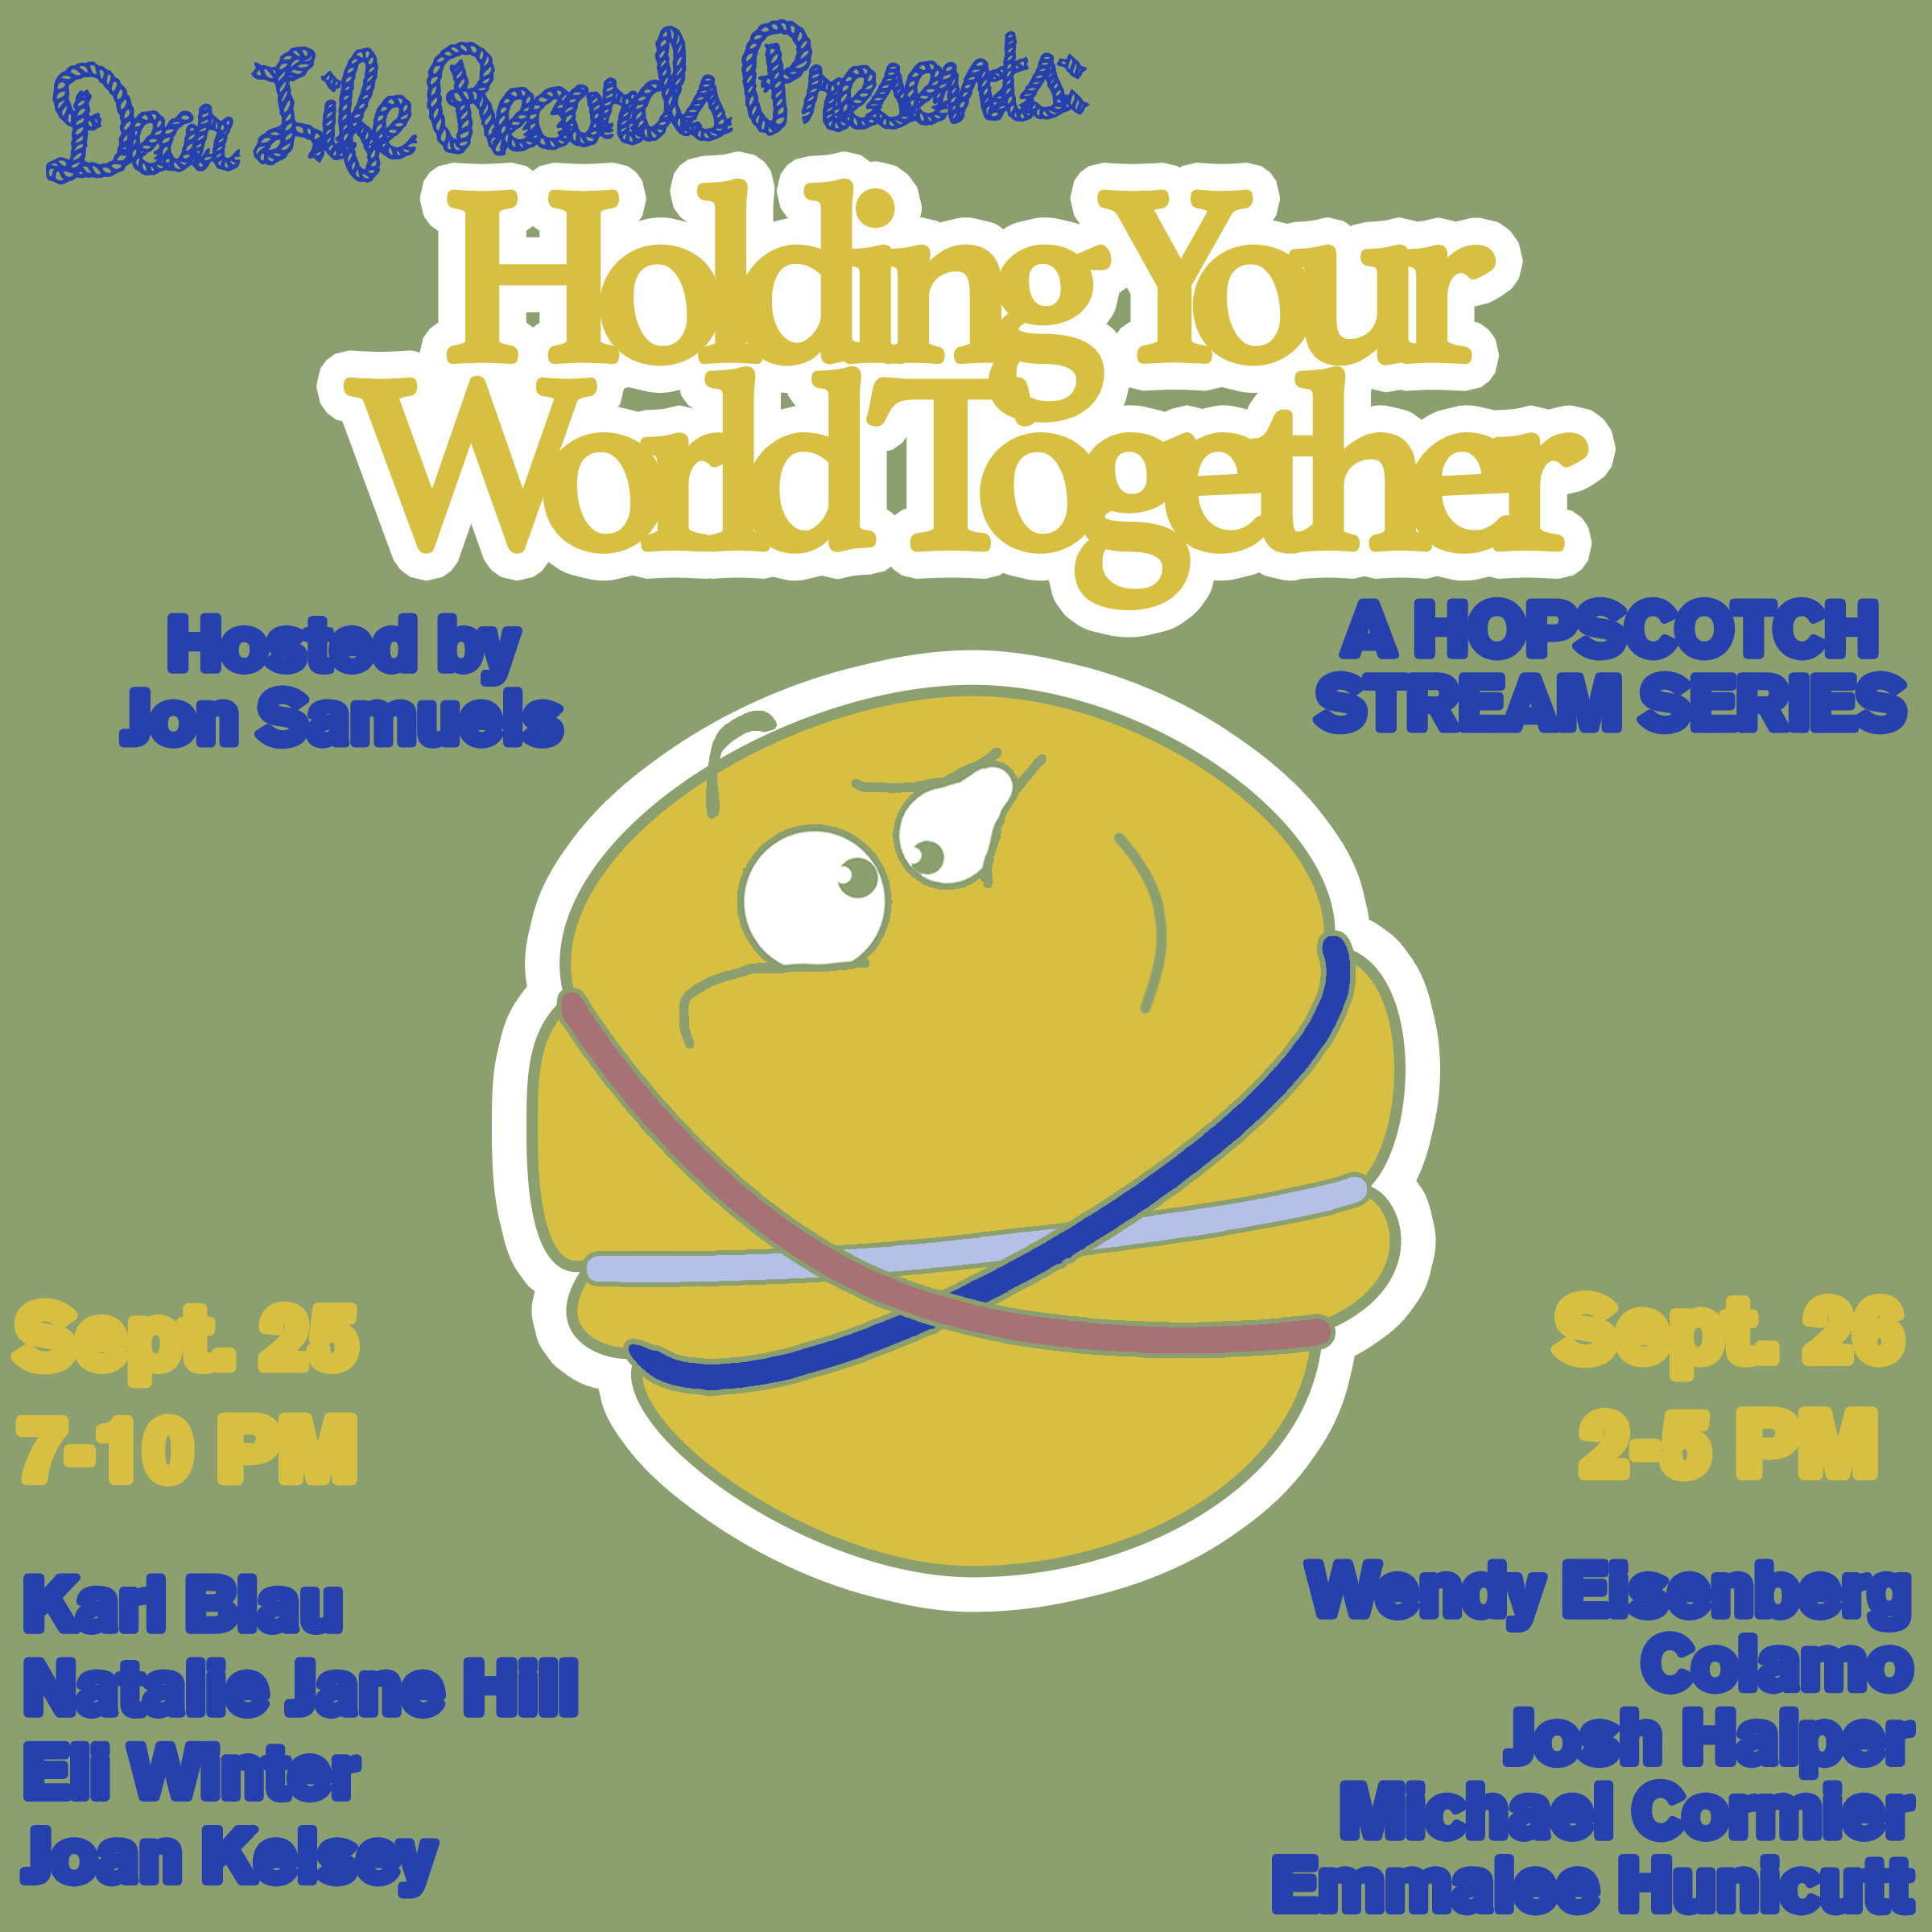 Dear Life Records Presents:
Holding Your
World Together
Hosted by
Jon Samuels
A HOPSCOTCH
STREAM SERIES
Sept. 25
7-10 PM
Karl Blau
Natalie Jane Hill
Eli Winter
Joan Kelsey
Sept. 26
2-5 PM
Wendy Eisenberg
Colamo
Josh Halper
Michael Cormier
Emmalee Hunicutt